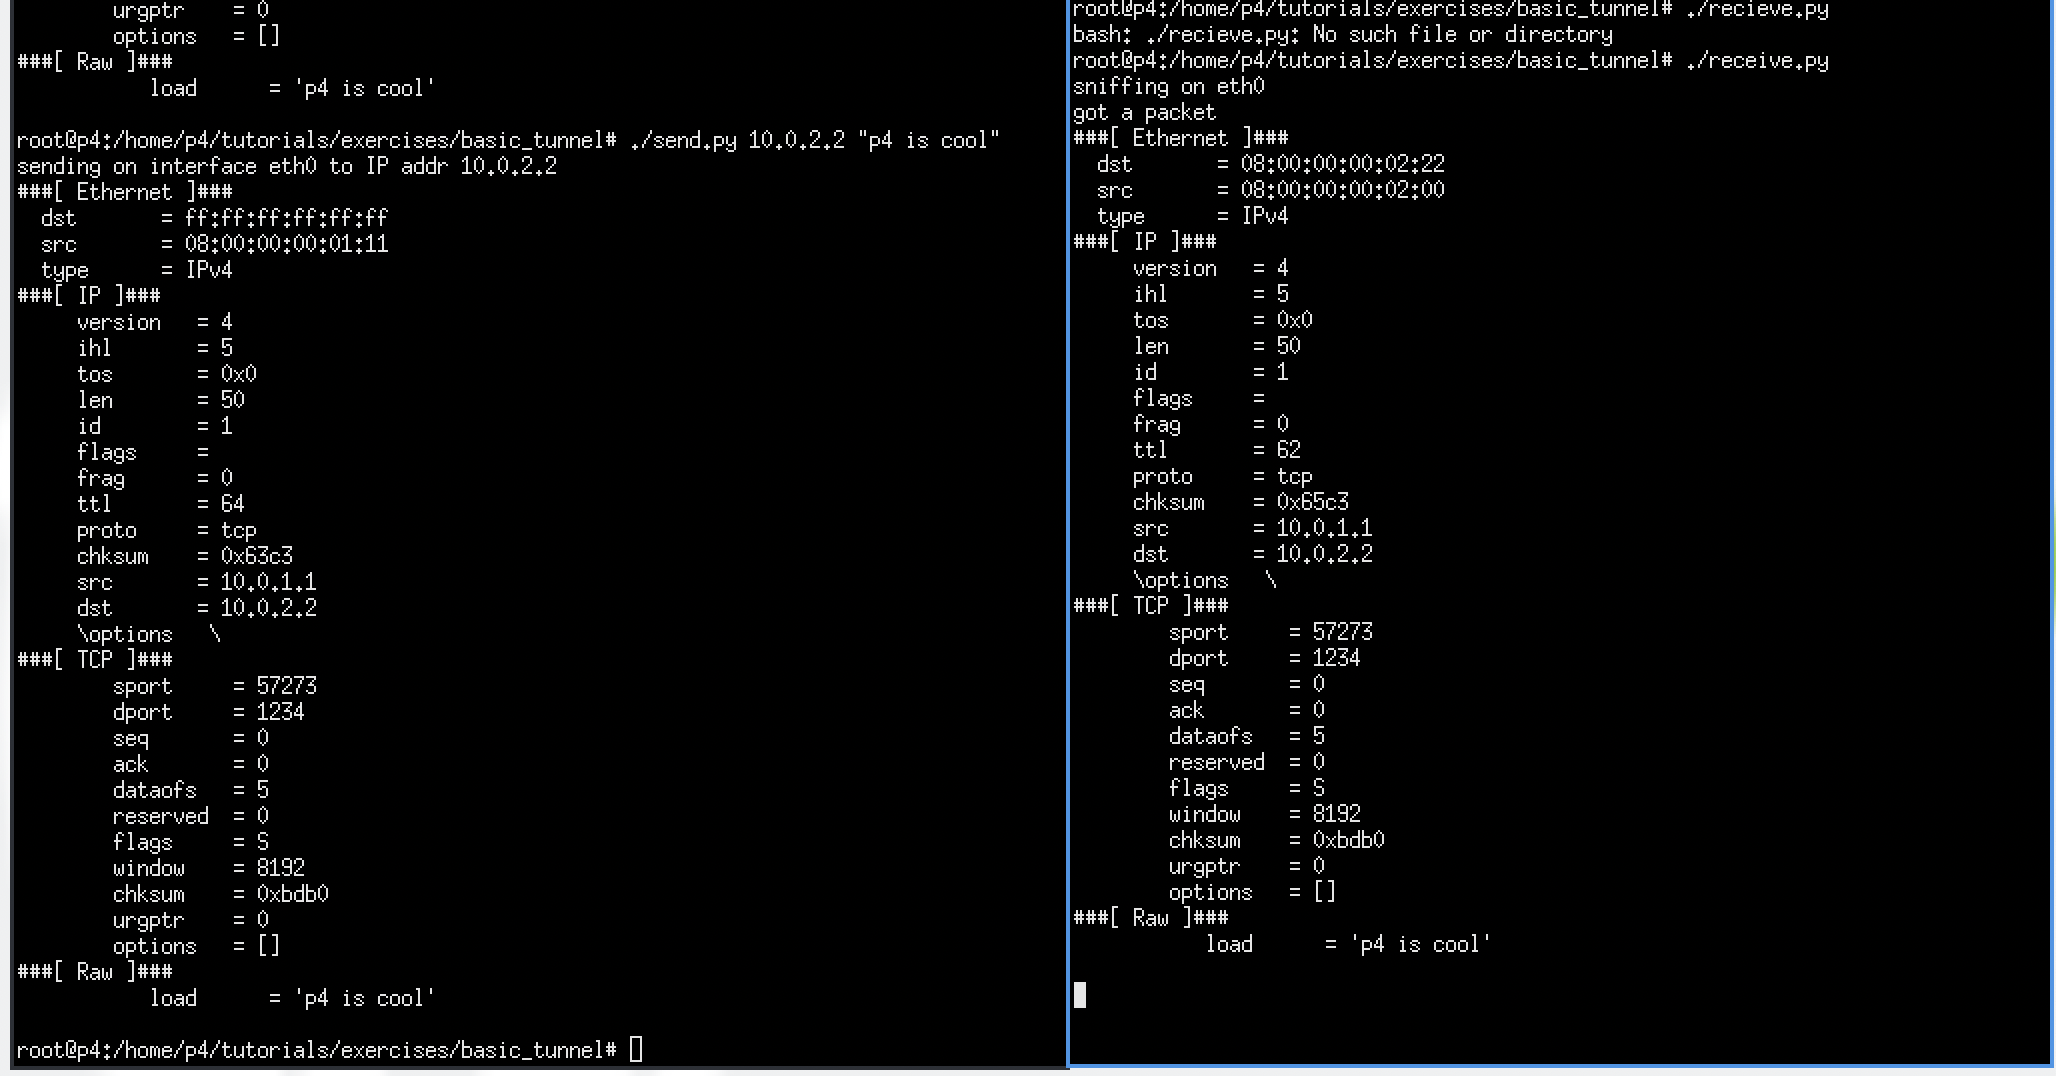 urgptr    = 0
options   = []
###[ Raw ]###
load      = 'p4 is cool'
root@p4:/home/p4/tutorials/exercises/basic_tunnel# ./send.py 10.0.2.2 "p4 is cool"
sending on interface eth0 to IP addr 10.0.2.2
###[ Ethernet ]###
dst       = ff:ff:ff:ff:ff:ff
src       = 08:00:00:00:01:11
type      = IPv4
###[ IP ]###
version   = 4
ihl       = 5
tos       = 0x0
len       = 50
id        = 1
flags     =
frag      = 0
ttl       = 64
proto     = tcp
chksum    = 0x63c3
src       = 10.0.1.1
dst       = 10.0.2.2
\options   \
###[ TCP ]###
sport     = 57273
dport     = 1234
seq       = 0
ack       = 0
dataofs   = 5
reserved  = 0
flags     = S
window    = 8192
chksum    = 0xbdb0
urgptr    = 0
options   = []
###[ Raw ]###
load      = 'p4 is cool'
root@p4:/home/p4/tutorials/exercises/basic_tunnel#
root@p4:/home/p4/tutorials/exercises/basic_tunnel# ./recieve.py
bash: ./recieve.py: No such file or directory
root@p4:/home/p4/tutorials/exercises/basic_tunnel# ./receive.py
sniffing on eth0
got a packet
###[ Ethernet ]###
dst       = 08:00:00:00:02:22
src       = 08:00:00:00:02:00
type      = IPv4
###[ IP ]###
version   = 4
ihl       = 5
tos       = 0x0
len       = 50
id        = 1
flags     =
frag      = 0
ttl       = 62
proto     = tcp
chksum    = 0x65c3
src       = 10.0.1.1
dst       = 10.0.2.2
\options   \
###[ TCP ]###
sport     = 57273
dport     = 1234
seq       = 0
ack       = 0
dataofs   = 5
reserved  = 0
flags     = S
window    = 8192
chksum    = 0xbdb0
urgptr    = 0
options   = []
###[ Raw ]###
load      = 'p4 is cool'